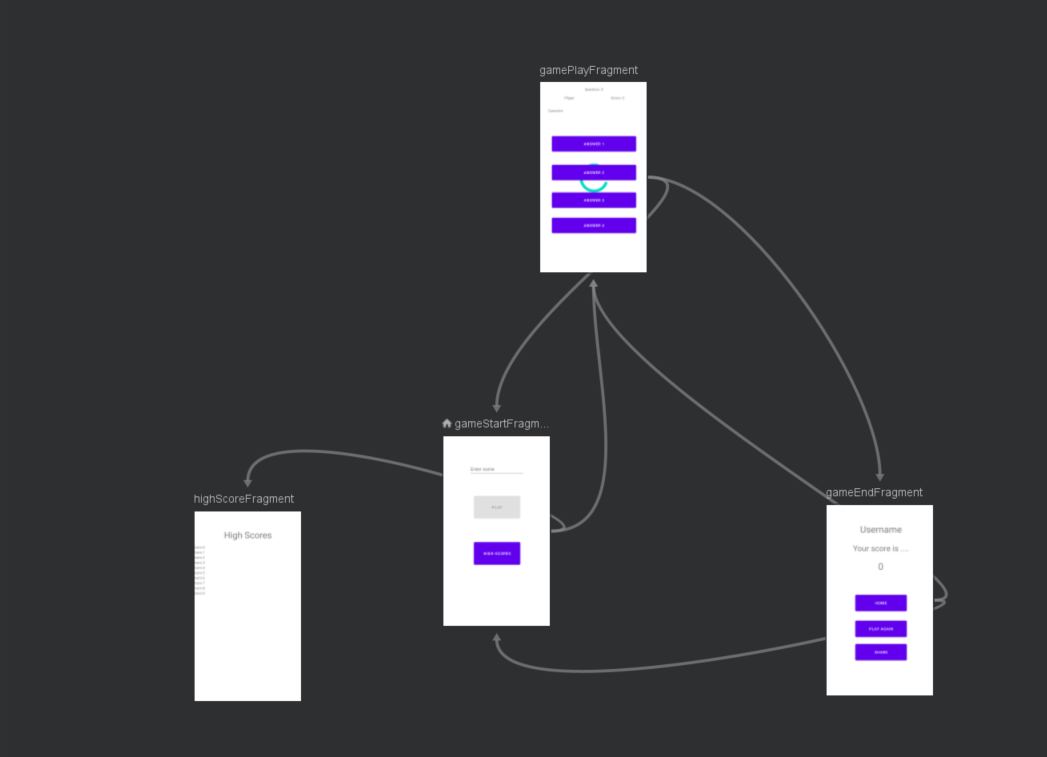 gamePlayFragment
Question 0
Player
Score 0
Question
ANSWER 1
ANSWER 2
ANSWER 3
ANSWER 4
gameStartFragm...
Enter name
PLAY
HIGH SCORES
highScoreFragment
High Scores
gameEndFragment
Username
Your score is ....
0
HOME
PLAY AGAIN
SHARE